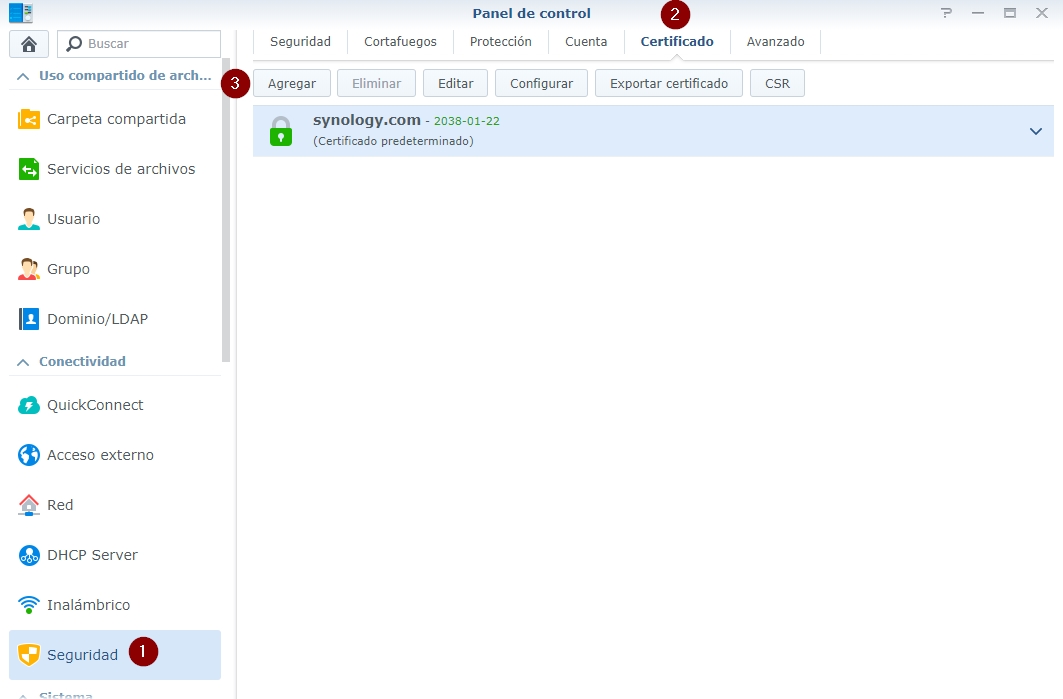 Panel de control
2
Buscar
Uso compartido de arch...
Carpeta compartida
Servicios de archivos
Usuario
Grupo
Dominio/LDAP
Conectividad
QuickConnect
Acceso externo
Red
DHCP Server
Inalámbrico
Seguridad
1
Sistema
Seguridad
Cortafuegos
Protección
Cuenta
Certificado
Avanzado
3
Agregar
Eliminar
Editar
Configurar
Exportar certificado
CSR
synology.com - 2038-01-22
(Certificado predeterminado)